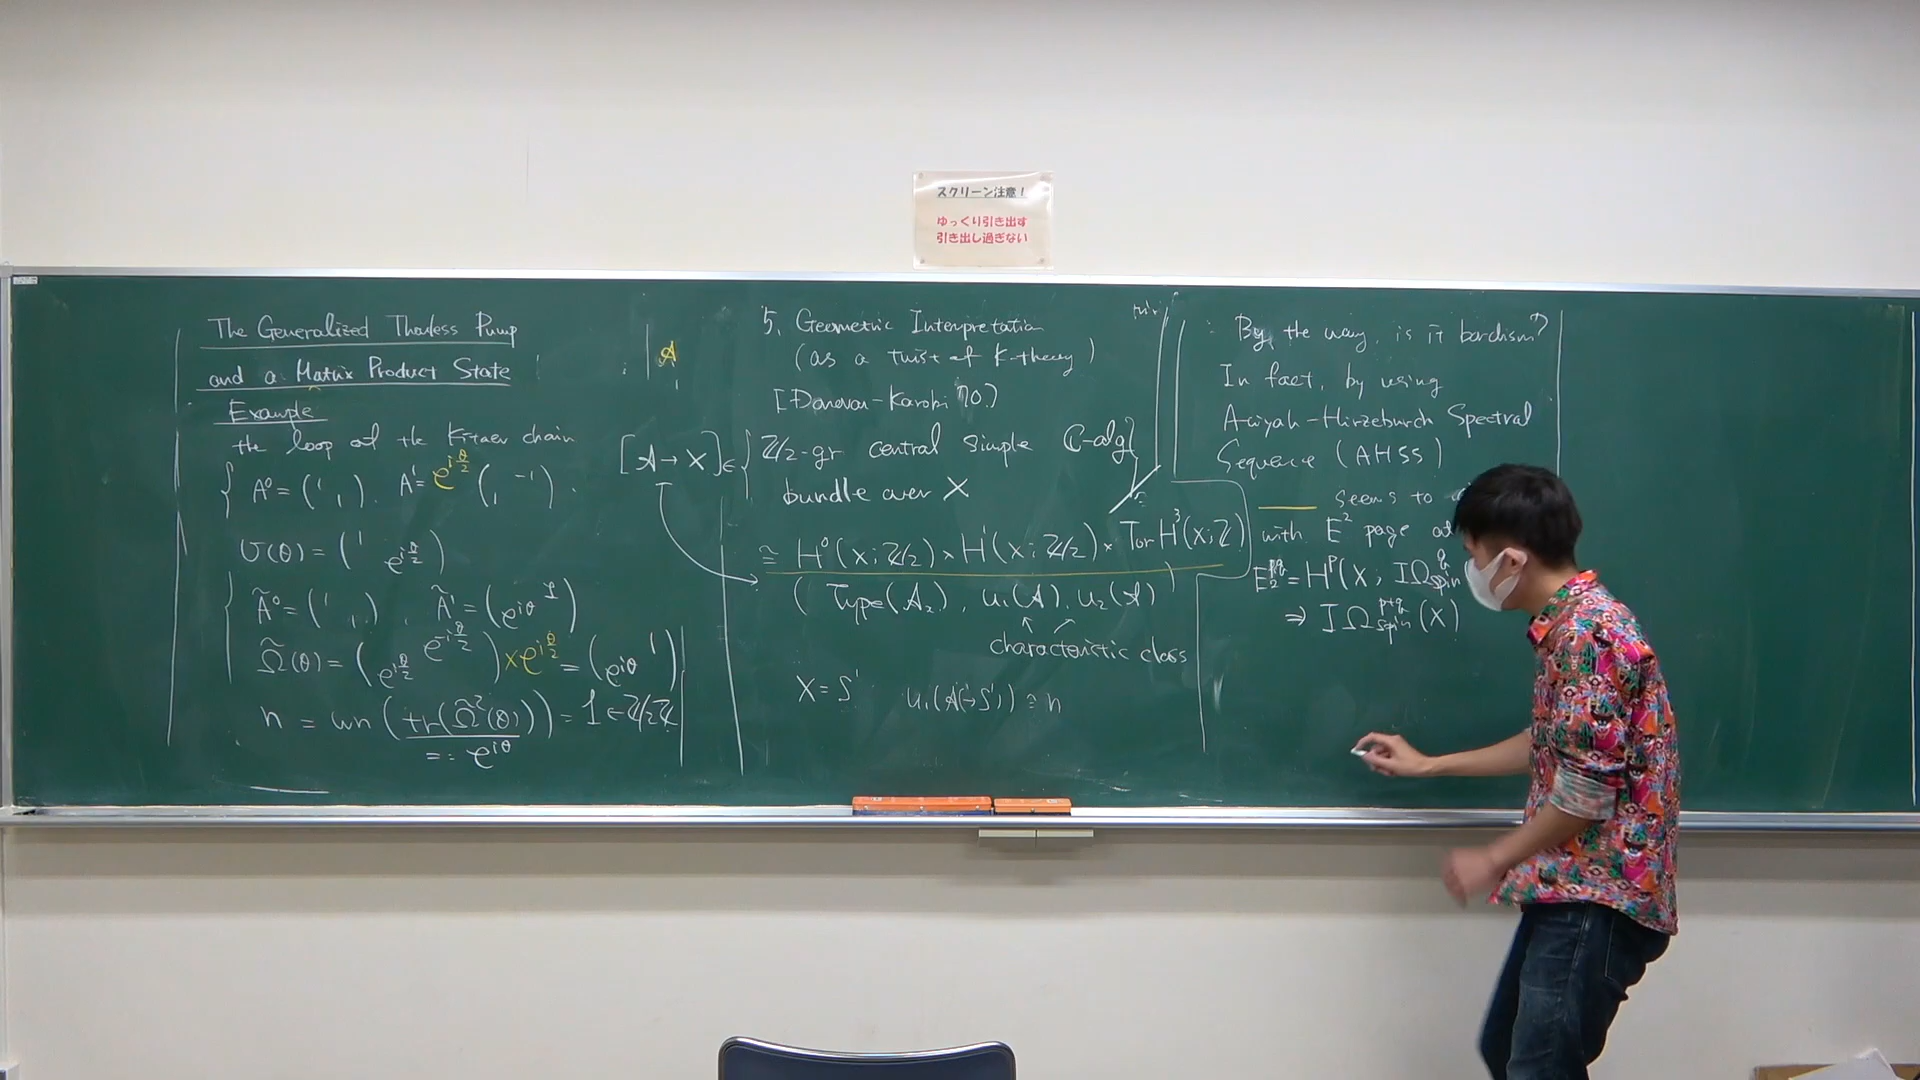 スクリーン注意!
ゆっくり引き出す
引き出し過ぎない
The Generalized Thouless Pump
and a Matrix Product State
Example
the loop and the Kitaev chain
A⁰ = ( ¹ ₁ ) , A¹ = e^{iθ/2} ( ₁ ⁻¹ ) .
U(θ) = ( ¹ e^{iθ/2} )
Ã⁰ = ( ¹ ₁ ) , Ã¹ = ( e^{iθ} ¹ )
Ω̃(θ) = ( e^{iθ/2} e^{-iθ/2} ) × e^{iθ/2} = ( e^{iθ} ¹ )
n = wn ( tr(Ω̃²(θ)) ) = 1 ∈ ℤ/2ℤ
=: e^{iθ}
A
5. Geometric Interpretation
(as a twist of K-theory)
[Donovan-Karobi 70.]
[A → X] ∈ { ℤ/2-gr central simple ℂ-alg
bundle over X }
≅ H⁰(X; ℤ/2) × H¹(X; ℤ/2) × Tor H³(X; ℤ)
( Type(Aₓ), u₁(A), u₂(A) )
characteristic class
X = S¹ u₁(A(→S¹)) ≅ n
By the way, is it bordism?
In fact, by using
Aciyah-Hirzeburch Spectral
Sequence (AHSS)
seems to
with E² page
E₂^{p,q} = H^p(X; IΩ^q_spin
⇒ IΩ^{p+q}_spin (X)